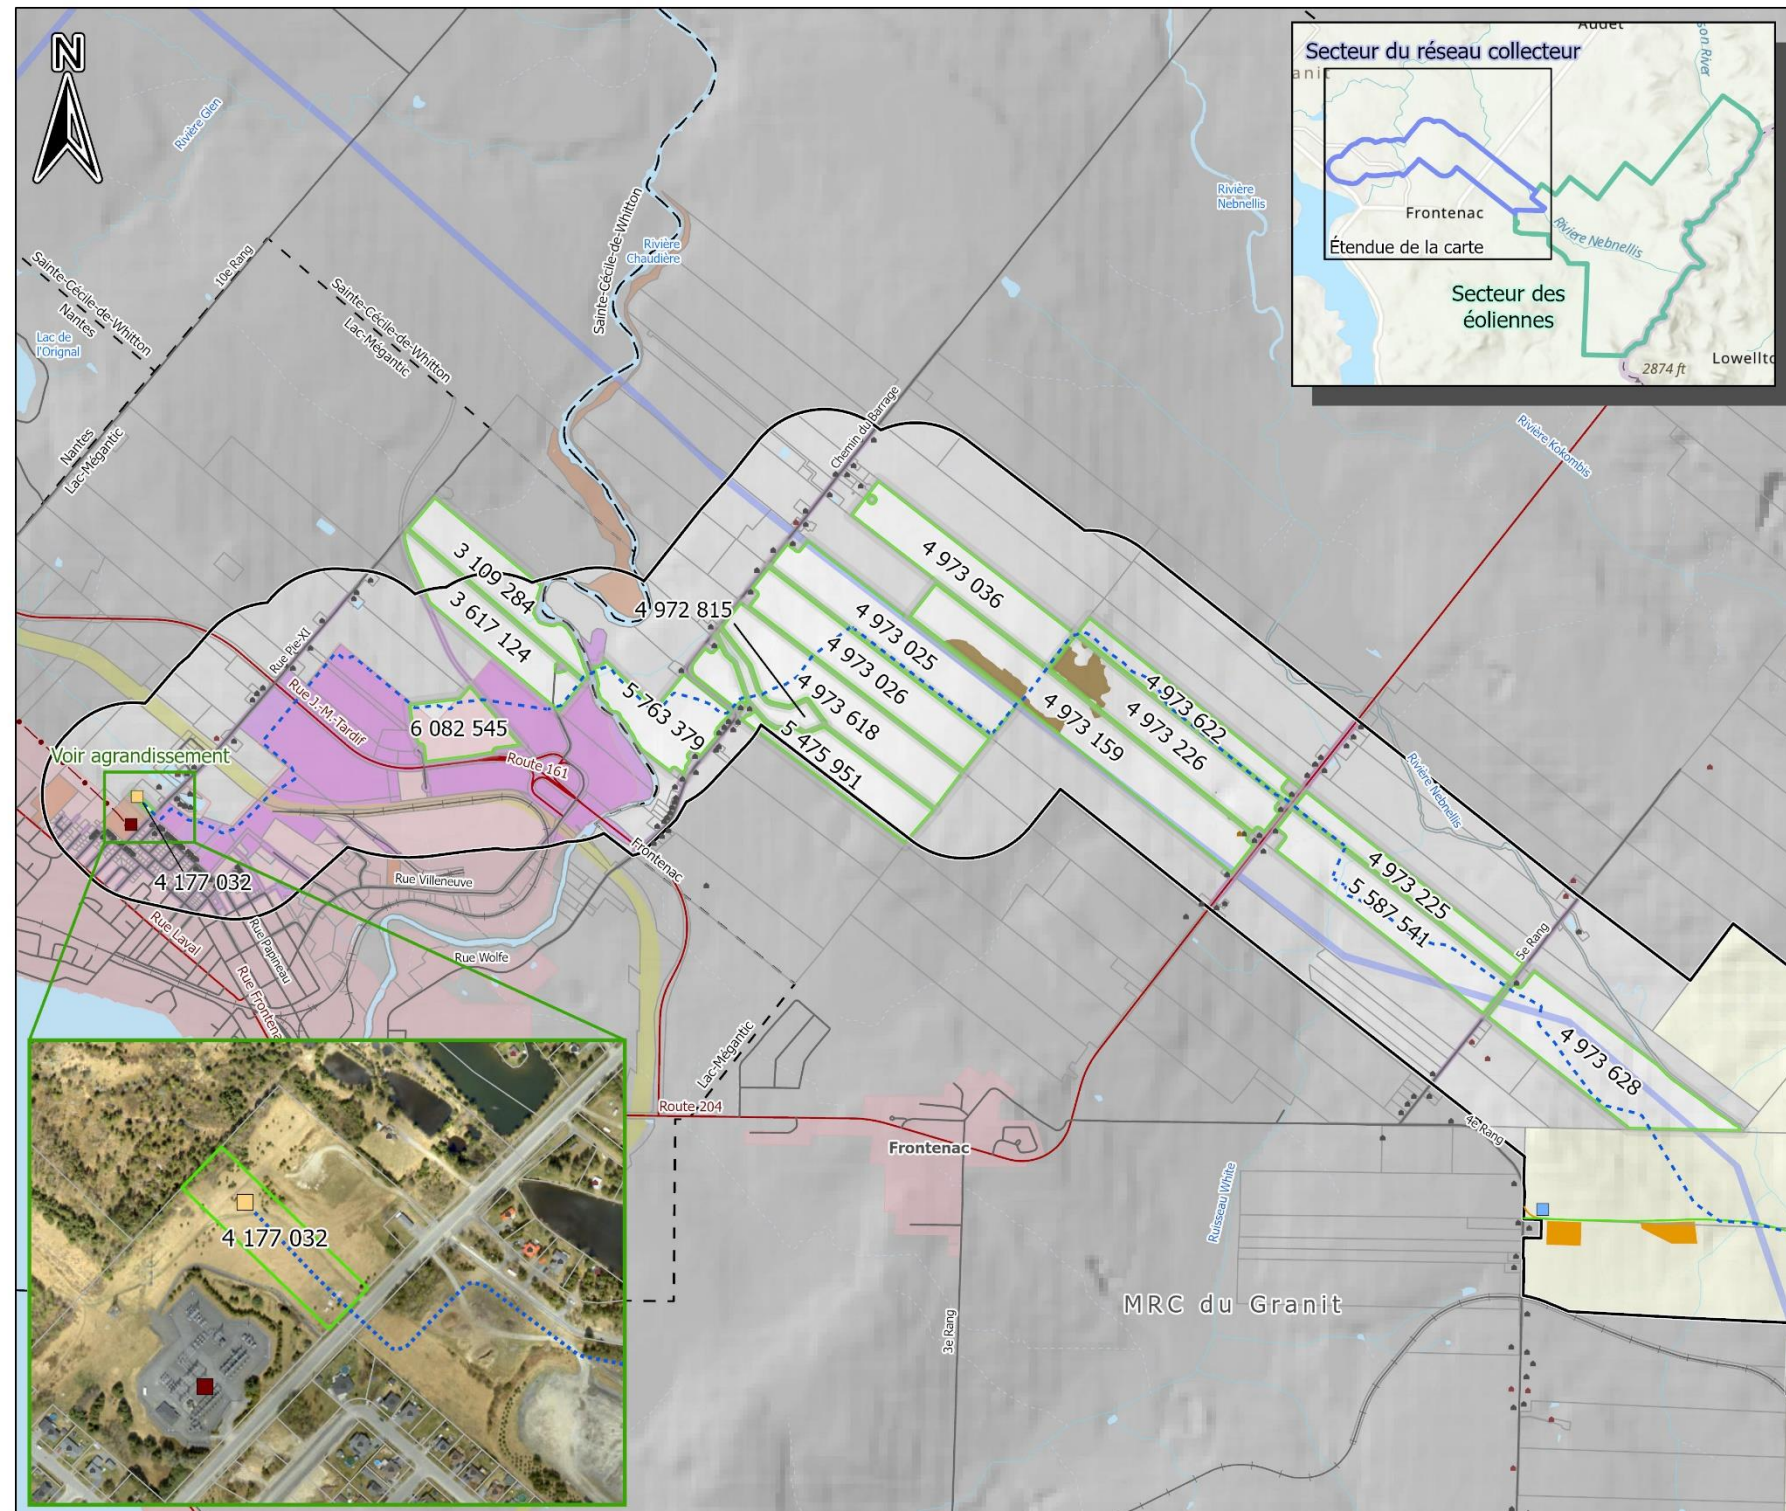 N
Rivière Glen
10e Rang
Sainte-Cécile-de-Whitton
Nantes
Sainte-Cécile-de-Whitton
Lac-Mégantic
Lac de
l'Orignal
Nantes
Lac-Mégantic
Sainte-Cécile-de-Whitton
Rivière
Chaudière
Rivière
Nebnellis
Secteur du réseau collecteur
Audet
Frontenac
Rivière Nebnellis
Étendue de la carte
Secteur des
éoliennes
Lowellto
2874 ft
Rivière Kokombis
Chemin du Barrage
3 109 284
3 617 124
4 972 815
4 973 036
4 973 025
4 973 026
4 973 618
5 475 951
5 763 379
6 082 545
4 973 622
4 973 226
4 973 159
Rue Pie-XI
Rue J.-M.-Tardif
Route 161
Voir agrandissement
4 177 032
Rue Villeneuve
Frontenac
Rue Laval
Rue Papineau
Rue Wolfe
Rue Frontena
Rivière Nebnellis
4 973 225
5 587 541
5e Rang
4 973 628
Lac-Mégantic
Route 204
Frontenac
4e Rang
Ruisseau White
MRC du Granit
3e Rang
4 177 032